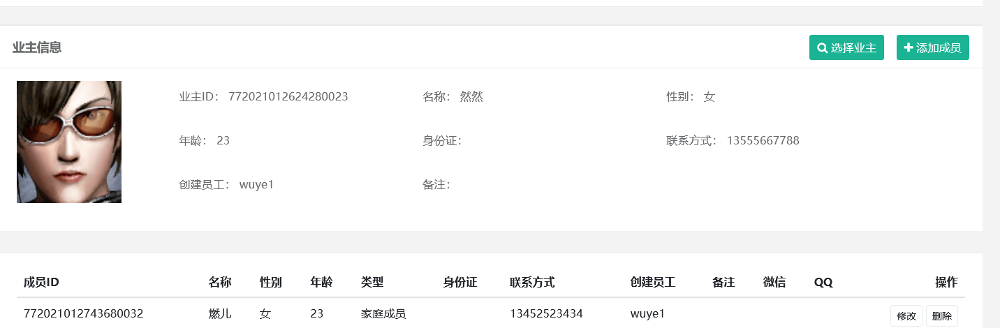 业主信息 选择业主 添加成员
业主ID： 772021012624280023 名称： 然然 性别： 女
年龄： 23 身份证： 联系方式： 13555667788
创建员工： wuye1 备注：
成员ID 名称 性别 年龄 类型 身份证 联系方式 创建员工 备注 微信 QQ 操作
772021012743680032 燃儿 女 23 家庭成员 13452523434 wuye1 修改 删除